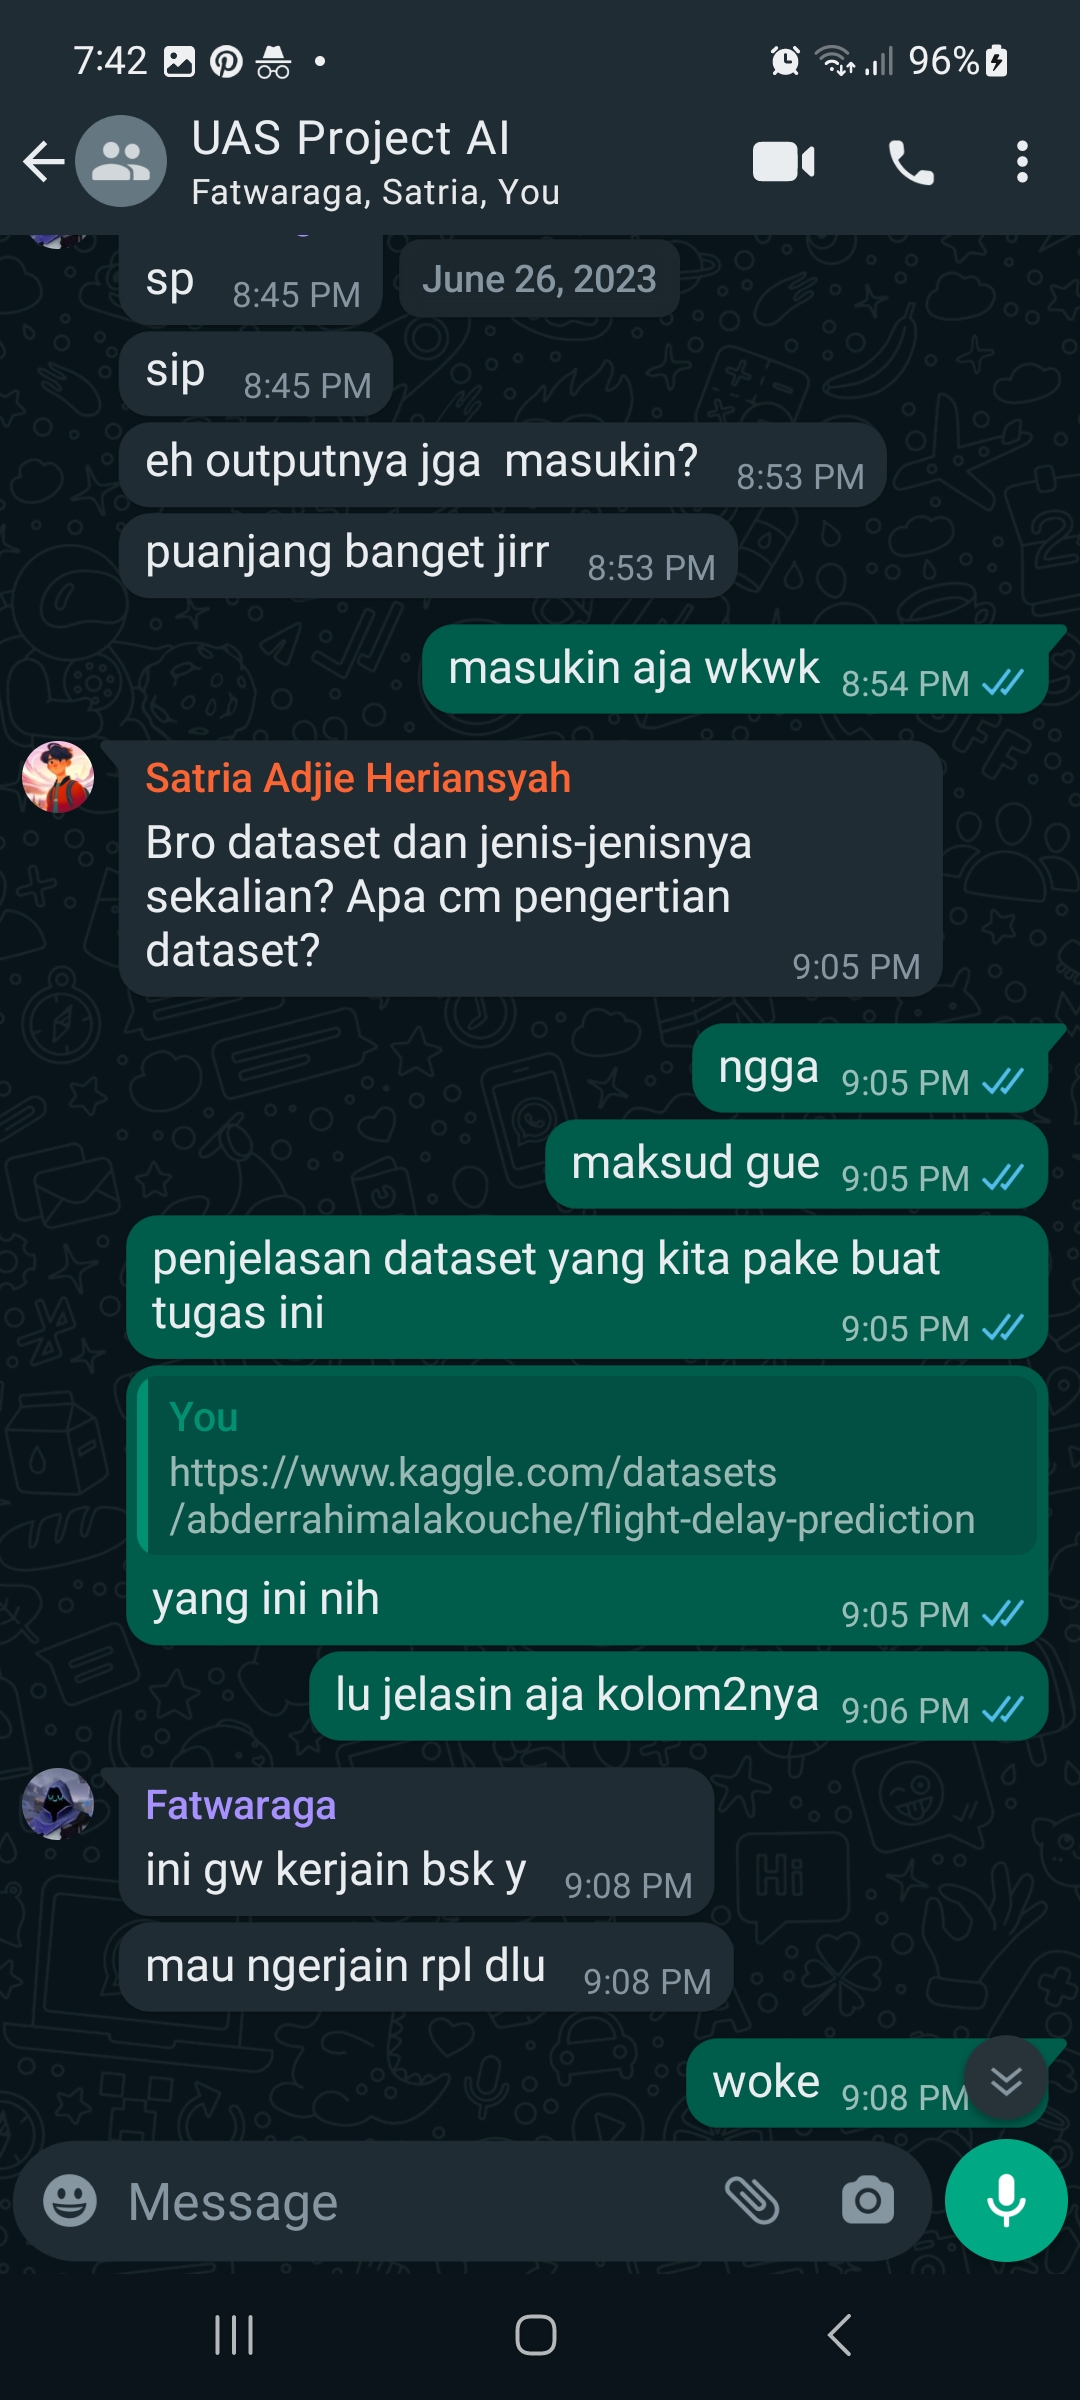 7:42
96%
UAS Project AI
Fatwaraga, Satria, You
sp 8:45 PM
June 26, 2023
sip 8:45 PM
eh outputnya jga masukin? 8:53 PM
puanjang banget jirr 8:53 PM
masukin aja wkwk 8:54 PM
Satria Adjie Heriansyah
Bro dataset dan jenis-jenisnya
sekalian? Apa cm pengertian
dataset?
9:05 PM
ngga 9:05 PM
maksud gue 9:05 PM
penjelasan dataset yang kita pake buat
tugas ini
9:05 PM
You
https://www.kaggle.com/datasets
/abderrahimalakouche/flight-delay-prediction
yang ini nih
9:05 PM
lu jelasin aja kolom2nya 9:06 PM
Fatwaraga
ini gw kerjain bsk y 9:08 PM
mau ngerjain rpl dlu 9:08 PM
woke 9:08 PM
Message